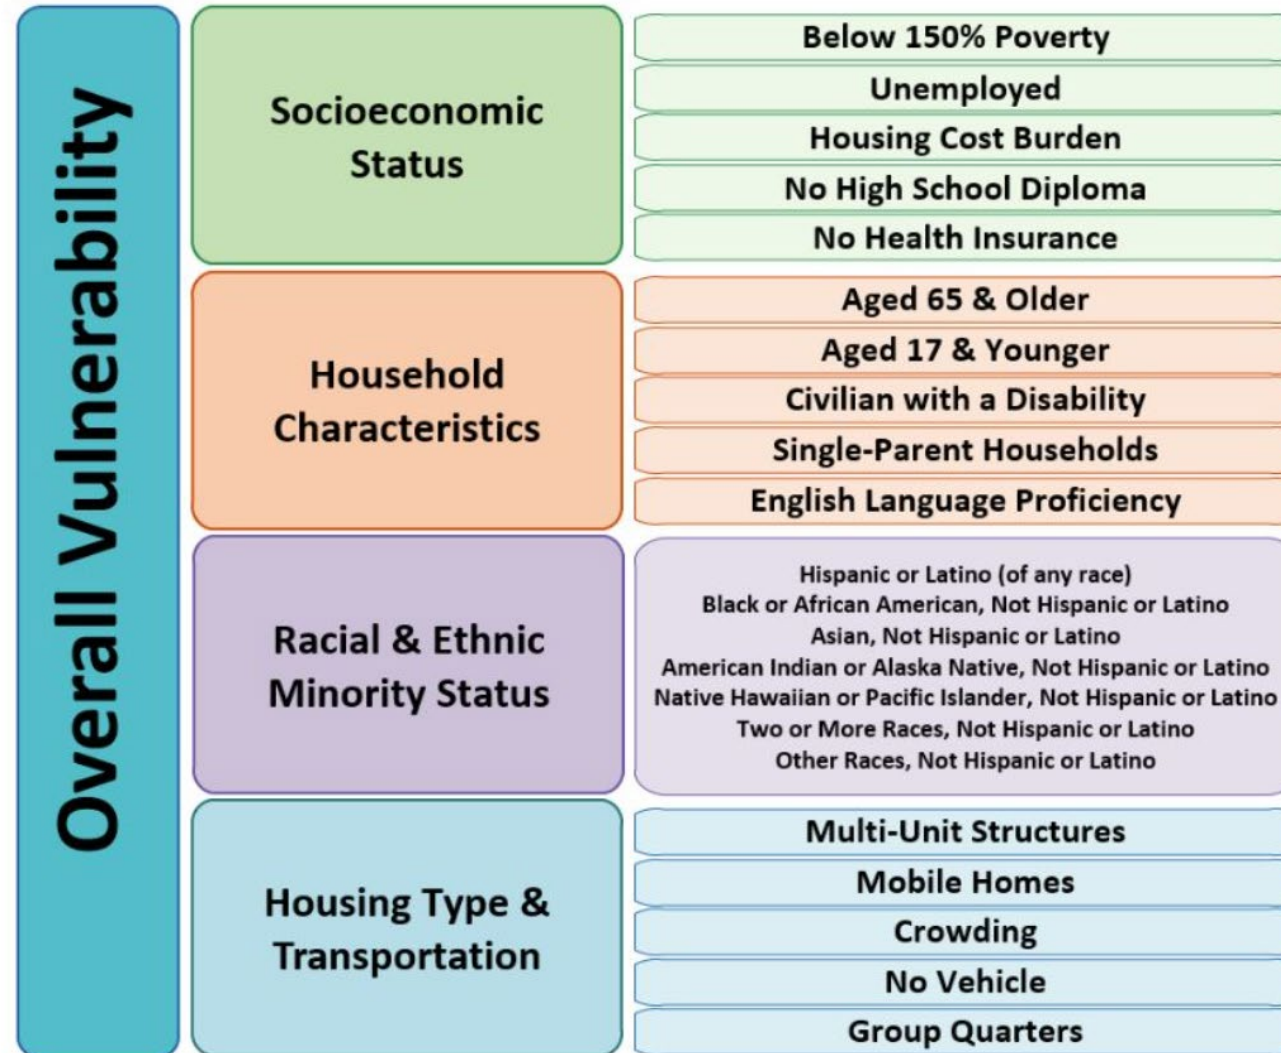 Overall Vulnerability
Socioeconomic
Status
Below 150% Poverty
Unemployed
Housing Cost Burden
No High School Diploma
No Health Insurance
Household
Characteristics
Aged 65 & Older
Aged 17 & Younger
Civilian with a Disability
Single-Parent Households
English Language Proficiency
Racial & Ethnic
Minority Status
Hispanic or Latino (of any race)
Black or African American, Not Hispanic or Latino
Asian, Not Hispanic or Latino
American Indian or Alaska Native, Not Hispanic or Latino
Native Hawaiian or Pacific Islander, Not Hispanic or Latino
Two or More Races, Not Hispanic or Latino
Other Races, Not Hispanic or Latino
Housing Type &
Transportation
Multi-Unit Structures
Mobile Homes
Crowding
No Vehicle
Group Quarters